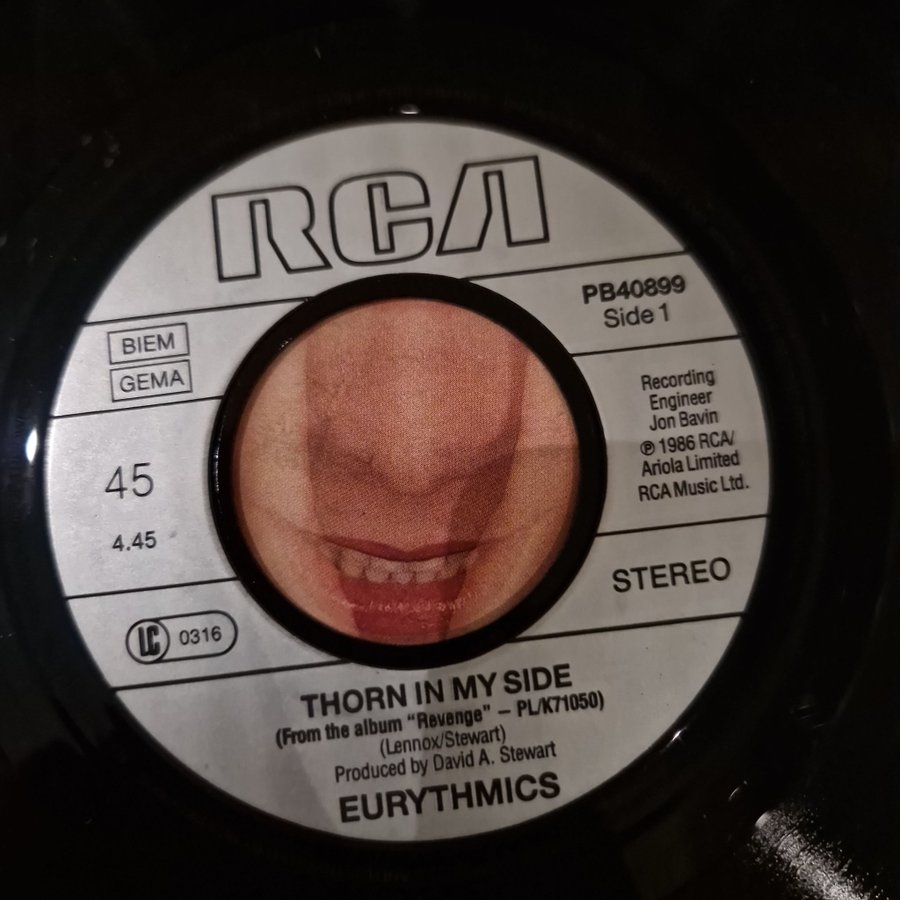 RCA
PB40899
Side 1
BIEM
GEMA
Recording
Engineer
Jon Bavin
℗ 1986 RCA/
Ariola Limited
RCA Music Ltd.
45
4.45
STEREO
LC 0316
THORN IN MY SIDE
(From the album "Revenge" – PL/K71050)
(Lennox/Stewart)
Produced by David A. Stewart
EURYTHMICS